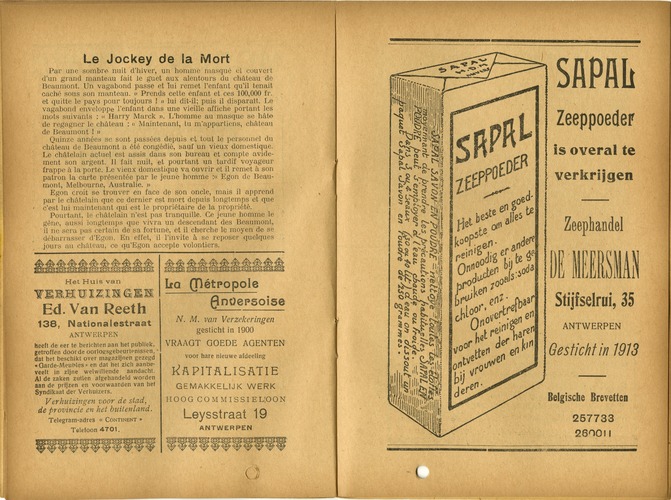 Le Jockey de la Mort
Par une sombre nuit d'hiver, un homme masqué et couvert
d'un grand manteau fait le guet aux alentours du château de
Beaumont. Un vagabond passe et lui remet l'enfant qu'il tenait
caché sous son manteau. « Prends cette enfant et ces 100,000 fr.
et quitte le pays pour toujours ! » lui dit-il; puis il disparaît. Le
vagabond enveloppe l'enfant dans une vieille affiche portant les
mots suivants : « Harry Marck ». L'homme au masque se hâte
de regagner le château : « Maintenant, tu m'appartiens, château
de Beaumont ! »
Quinze années se sont passées depuis et tout le personnel du
château de Beaumont a été congédié, sauf un vieux domestique.
Le châtelain actuel est assis dans son bureau et compte avide-
ment son argent. Il fait nuit, et pourtant un tardif voyageur
frappe à la porte. Le vieux domestique va ouvrir et il remet à son
patron la carte présentée par le jeune homme :« Egon de Beau-
mont, Melbourne, Australie. »
Egon croit se trouver en face de son oncle, mais il apprend
par le châtelain que ce dernier est mort depuis longtemps et que
c'est lui maintenant qui est le propriétaire de la propriété.
Pourtant, le châtelain n'est pas tranquille. Ce jeune homme le
gêne, aussi longtemps que vivra un descendant des Beaumont,
il ne sera pas certain de sa fortune, et il cherche le moyen de se
débarrasser d'Egon. En effet, il l'invite à se reposer quelques
jours au château, ce qu'Egon accepte volontiers.
Het Huis van
VERHUIZINGEN
Ed. Van Reeth
136, Nationalestraat
ANTWERPEN
heeft de eer te berichten aan het publiek,
getroffen door de oorlogsgebeurtenissen,
dat het beschikt over magazijnen gezegd
«Garde-Meubles» en dat het zich aanbe-
veelt in zijne welwillende aandacht.
Al de zaken zullen afgehandeld worden
aan de prijzen en voorwaarden van het
Syndikaat der Verhuizers.
Verhuizingen voor de stad,
de provincie en het buitenland.
Telegram-adres « CONTINENT »
Telefoon 4701.
La Métropole
Anversoise
N. M. van Verzekeringen
gesticht in 1900
VRAAGT GOEDE AGENTEN
voor hare nieuwe afdeeling
KAPITALISATIE
GEMAKKELIJK WERK
HOOG COMMISSIELOON
Leysstraat 19
ANTWERPEN
SAPAL
SAPAL SAVON EN POUDRE
SAPAL
ZEEPPOEDER
Het beste en goed-
koopste om alles te
reinigen.
Onnoodig er andere
producten bij te ge
bruiken zooals: soda
chloor, enz.
Onovertrefbaar
voor het reinigen en
ontvetten der haren
bij vrouwen en kin
deren.
SAPAL
Zeeppoeder
is overal te
verkrijgen
Zeephandel
DE MEERSMAN
Stijfselrui, 35
ANTWERPEN
Gesticht in 1913
Belgische Brevetten
257733
260011